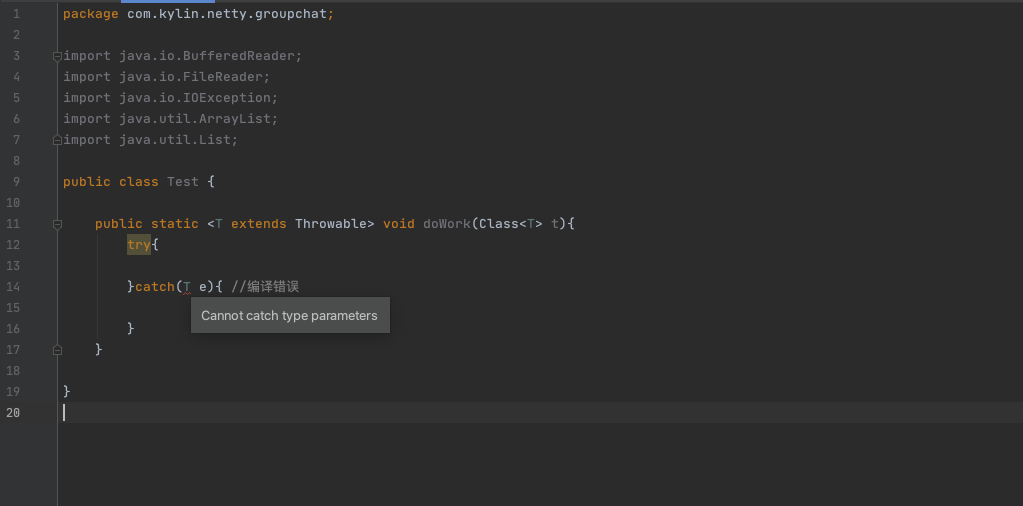 1 package com.kylin.netty.groupchat;
2
3 import java.io.BufferedReader;
4 import java.io.FileReader;
5 import java.io.IOException;
6 import java.util.ArrayList;
7 import java.util.List;
8
9 public class Test {
10
11 public static <T extends Throwable> void doWork(Class<T> t){
12 try{
13
14 }catch(T e){ //编译错误
15 Cannot catch type parameters
16 }
17 }
18
19 }
20